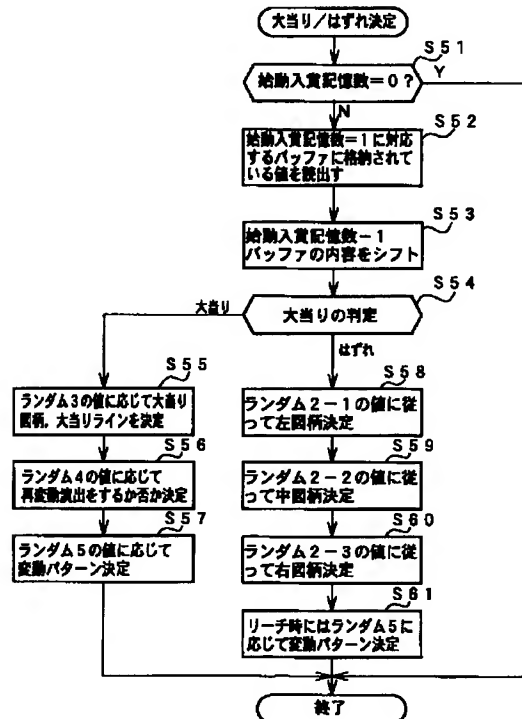 大当り/はずれ決定
S51
始動入賞記憶数=0?
Y
N
S52
始動入賞記憶数=1に対応
するバッファに格納されて
いる値を読出す
S53
始動入賞記憶数-1
バッファの内容をシフト
S54
大当りの判定
大当り
はずれ
S55
ランダム3の値に応じて大当り
図柄,大当りラインを決定
S56
ランダム4の値に応じて
再変動演出をするか否か決定
S57
ランダム5の値に応じて
変動パターン決定
S58
ランダム2-1の値に従
って左図柄決定
S59
ランダム2-2の値に従
って中図柄決定
S60
ランダム2-3の値に従
って右図柄決定
S61
リーチ時にはランダム5に
応じて変動パターン決定
終了